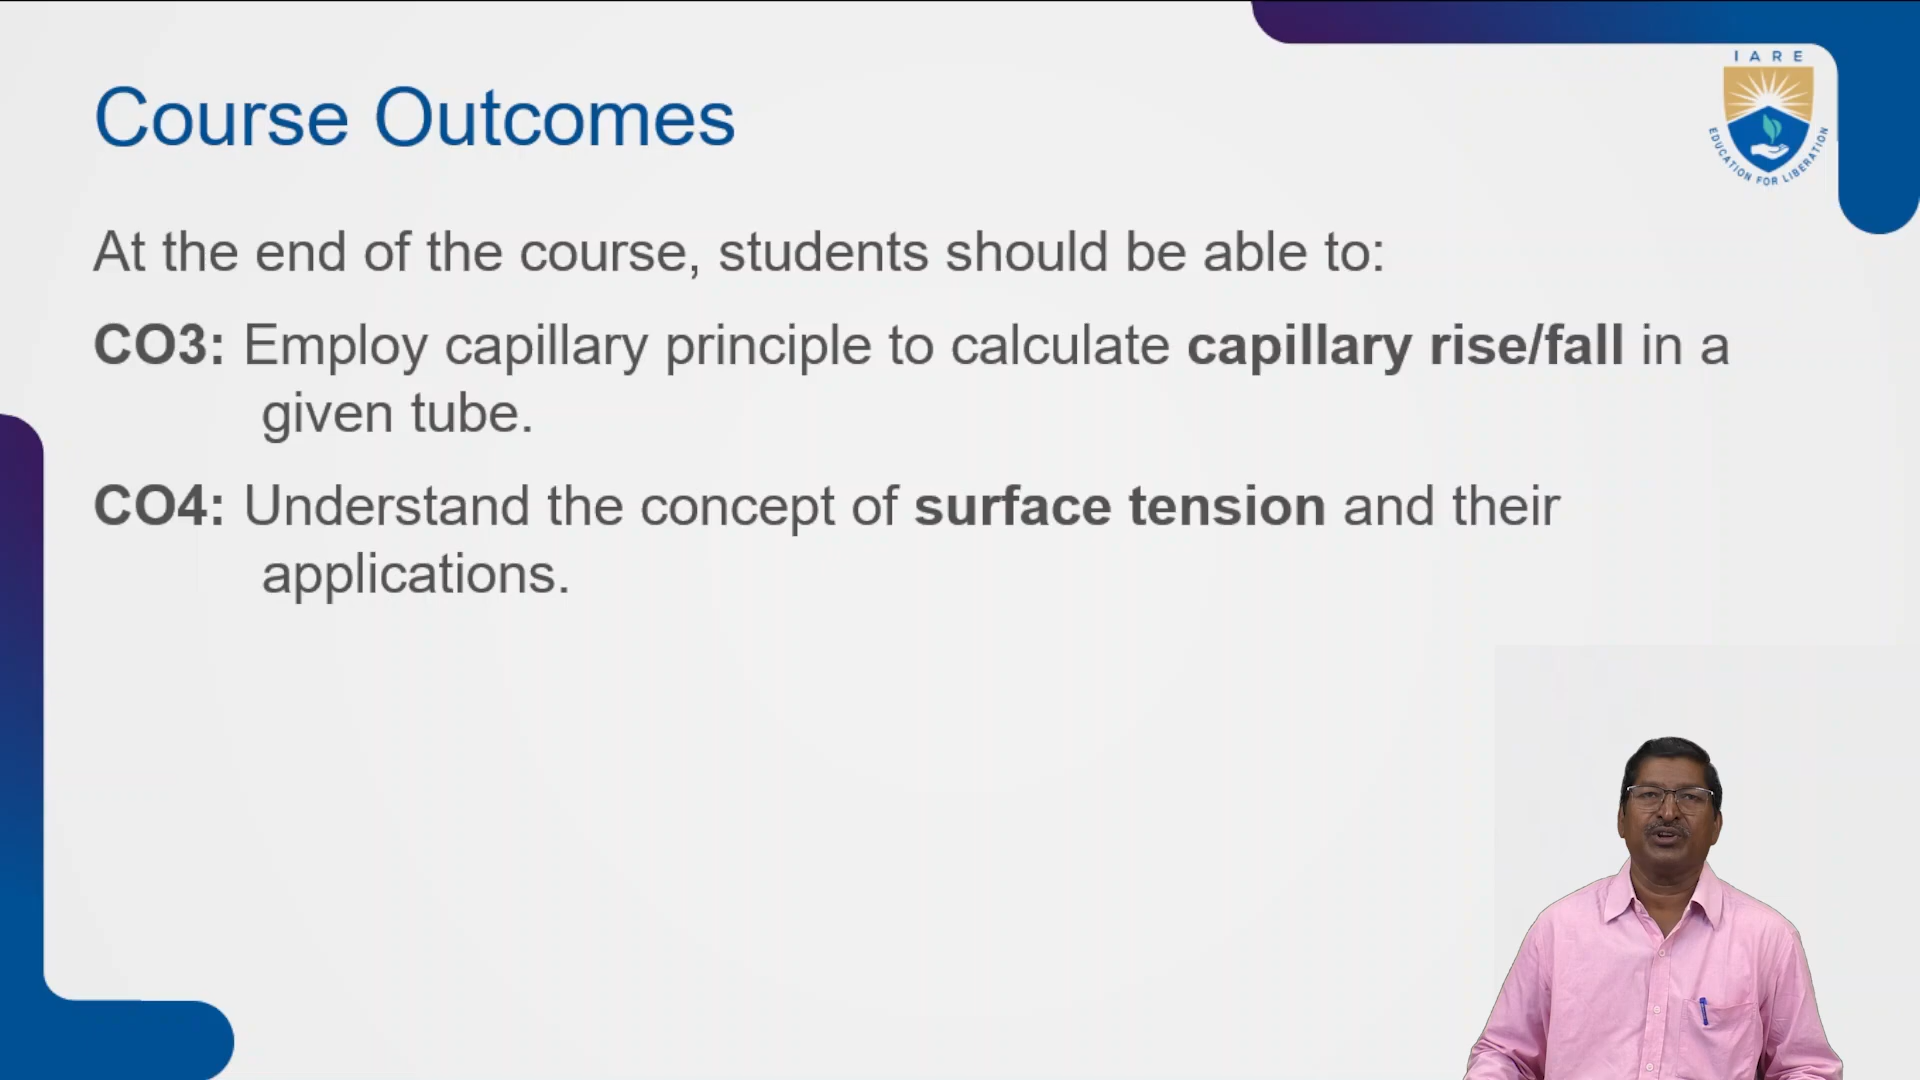 IARE
EDUCATION FOR LIBERATION
Course Outcomes
At the end of the course, students should be able to:
CO3: Employ capillary principle to calculate capillary rise/fall in a
given tube.
CO4: Understand the concept of surface tension and their
applications.